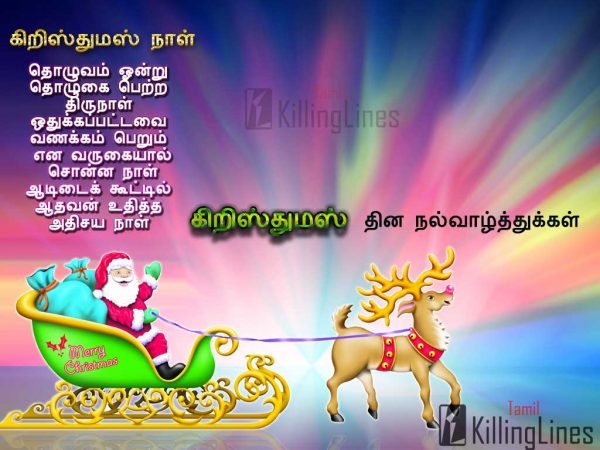 கிறிஸ்துமஸ் நாள்
தொழுவம் ஒன்று
தொழுகை பெற்ற
திருநாள்
ஒதுக்கப்பட்டவை
வணக்கம் பெறும்
என வருகையால்
சொன்ன நாள்
ஆடிடைக் கூட்டில்
ஆதவன் உதித்த
அதிசய நாள்
Tamil
KillingLines
கிறிஸ்துமஸ் தின நல்வாழ்த்துக்கள்
Merry
Christmas
Tamil
KillingLines